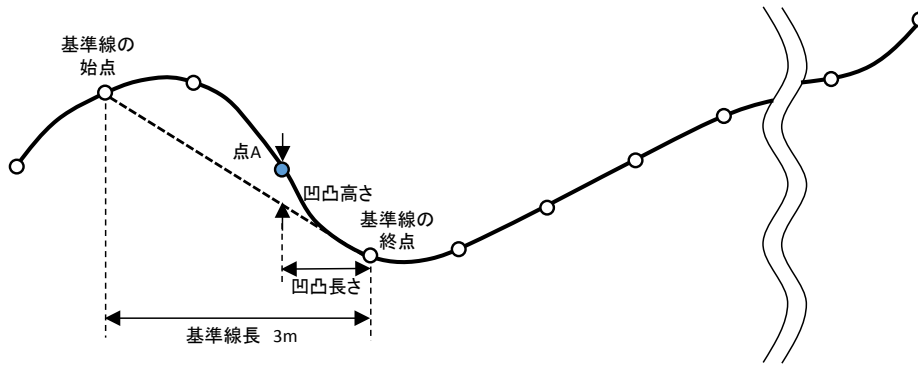 基準線の
始点
点A
凹凸高さ
基準線の
終点
凹凸長さ
基準線長 3m